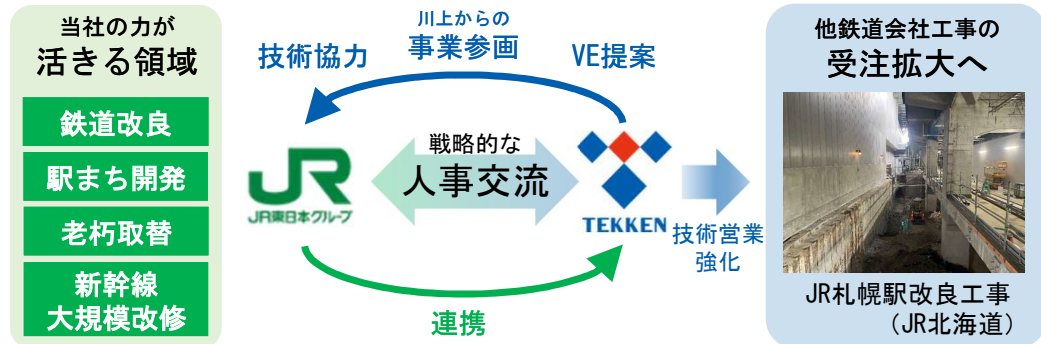 当社の力が
活きる領域
鉄道改良
駅まち開発
老朽取替
新幹線
大規模改修
技術協力
川上からの
事業参画
VE提案
JR
JR東日本グループ
戦略的な
人事交流
TEKKEN
連携
技術営業
強化
他鉄道会社工事の
受注拡大へ
JR札幌駅改良工事
（JR北海道）